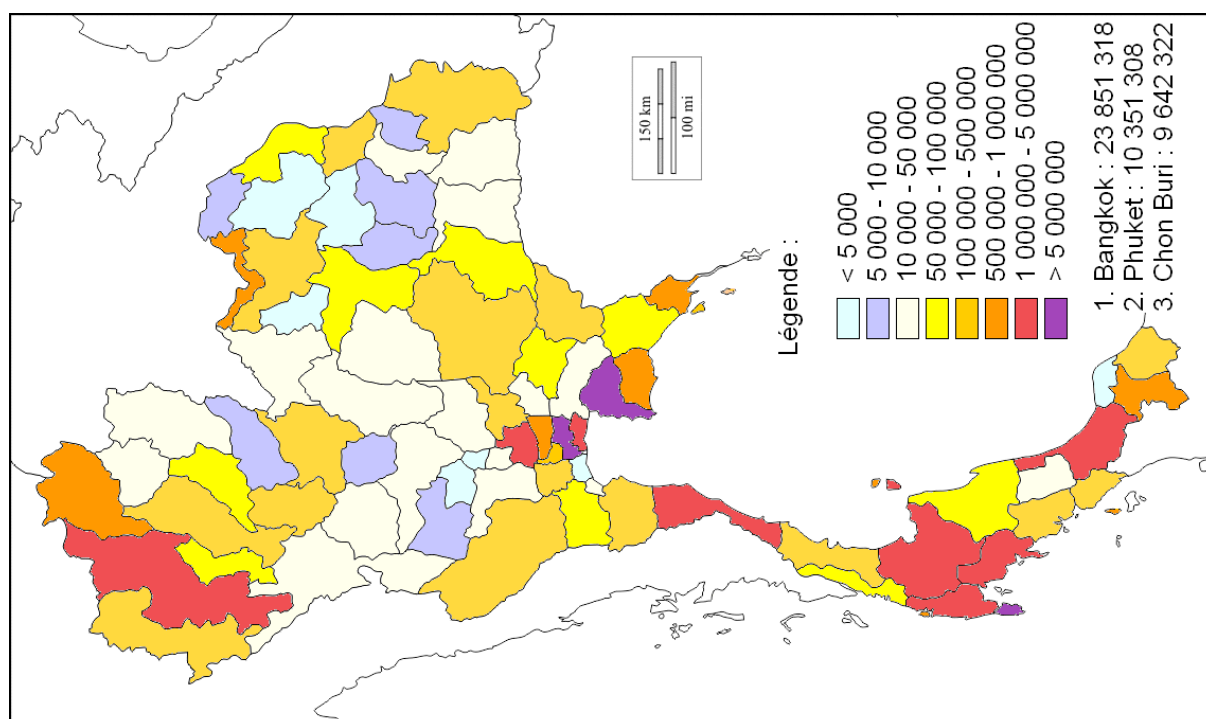 150 km
100 mi
Légende :
< 5 000
5 000 - 10 000
10 000 - 50 000
50 000 - 100 000
100 000 - 500 000
500 000 - 1 000 000
1 000 000 - 5 000 000
> 5 000 000
1. Bangkok : 23 851 318
2. Phuket : 10 351 308
3. Chon Buri : 9 642 322